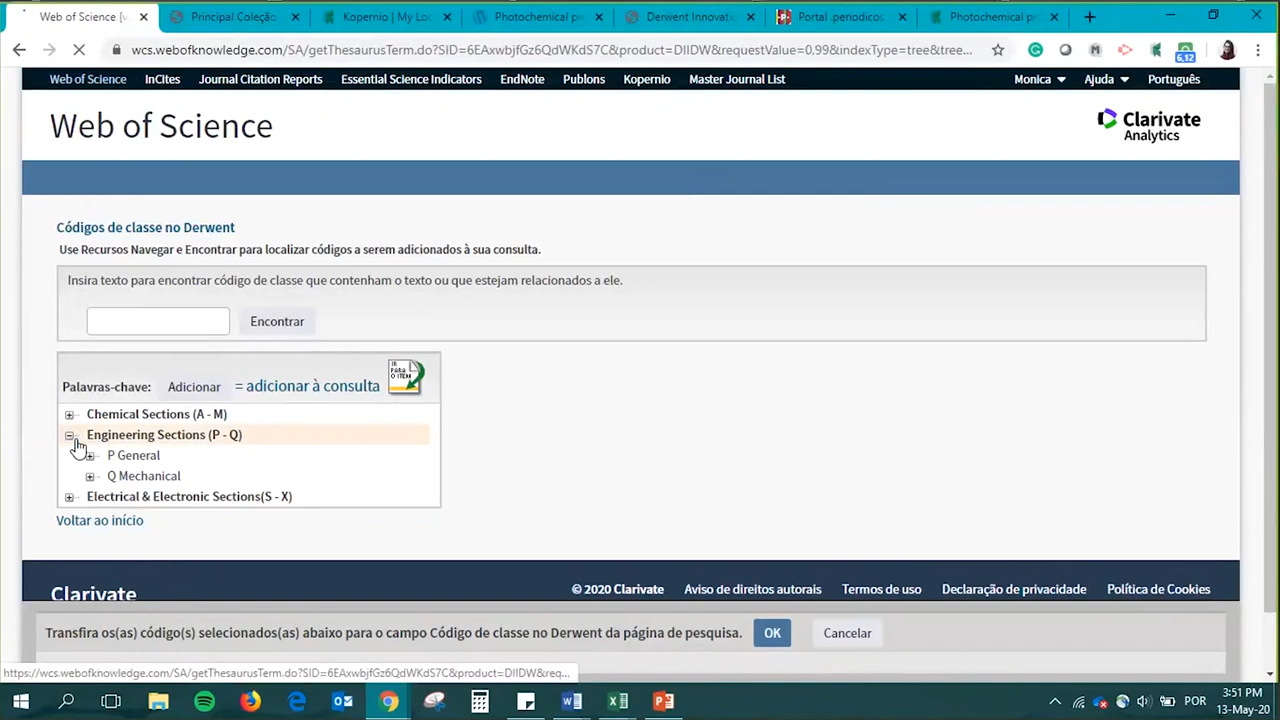 Web of Science [v
Principal Coleção
Kopernio | My Loc
Photochemical pr
Derwent Innovati
Portal .periodicos.
Photochemical pr
wcs.webofknowledge.com/SA/getThesaurusTerm.do?SID=6EAxwbjfGz6QdWKdS7C&product=DIIDW&requestValue=0.99&indexType=tree&tree...
6.12
Web of Science InCites Journal Citation Reports Essential Science Indicators EndNote Publons Kopernio Master Journal List Monica Ajuda Português
Web of Science
Clarivate
Analytics
Códigos de classe no Derwent
Use Recursos Navegar e Encontrar para localizar códigos a serem adicionados à sua consulta.
Insira texto para encontrar código de classe que contenham o texto ou que estejam relacionados a ele.
Encontrar
IR
PARA
O ITEM
Palavras-chave: Adicionar = adicionar à consulta
Chemical Sections (A - M)
Engineering Sections (P - Q)
P General
Q Mechanical
Electrical & Electronic Sections(S - X)
Voltar ao início
Clarivate
© 2020 Clarivate Aviso de direitos autorais Termos de uso Declaração de privacidade Política de Cookies
Transfira os(as) código(s) selecionados(as) abaixo para o campo Código de classe no Derwent da página de pesquisa. OK Cancelar
https://wcs.webofknowledge.com/SA/getThesaurusTerm.do?SID=6EAxwbjfGz6QdWKdS7C&product=DIIDW&req...
POR
3:51 PM
13-May-20